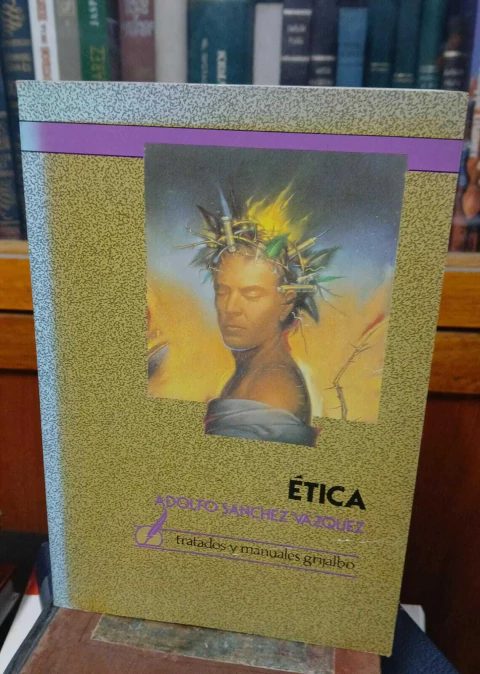 ÉTICA
ADOLFO SANCHEZ VAZQUEZ
tratados y manuales grijalbo